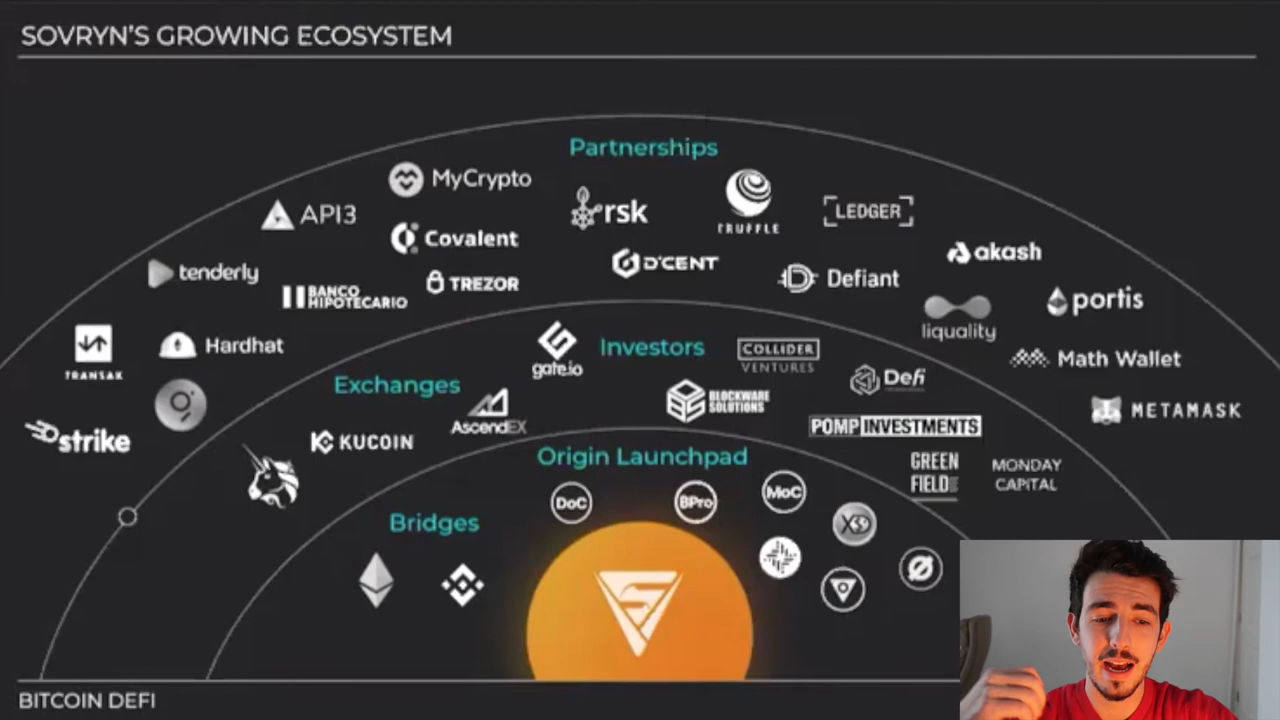 SOVRYN'S GROWING ECOSYSTEM
Partnerships
MyCrypto
API3
rsk
TRUFFLE
LEDGER
Covalent
akash
tenderly
BANCO
HIPOTECARIO
TREZOR
D'CENT
Defiant
liquality
portis
TRANSAK
Hardhat
Math Wallet
strike
METAMASK
Exchanges
gate.io
AscendEX
KUCOIN
Investors
COLLIDER
VENTURES
BLOCKWARE
SOLUTIONS
Defi
POMP INVESTMENTS
GREEN
FIELD
MONDAY
CAPITAL
Origin Launchpad
DoC
BPro
MoC
Bridges
BITCOIN DEFI